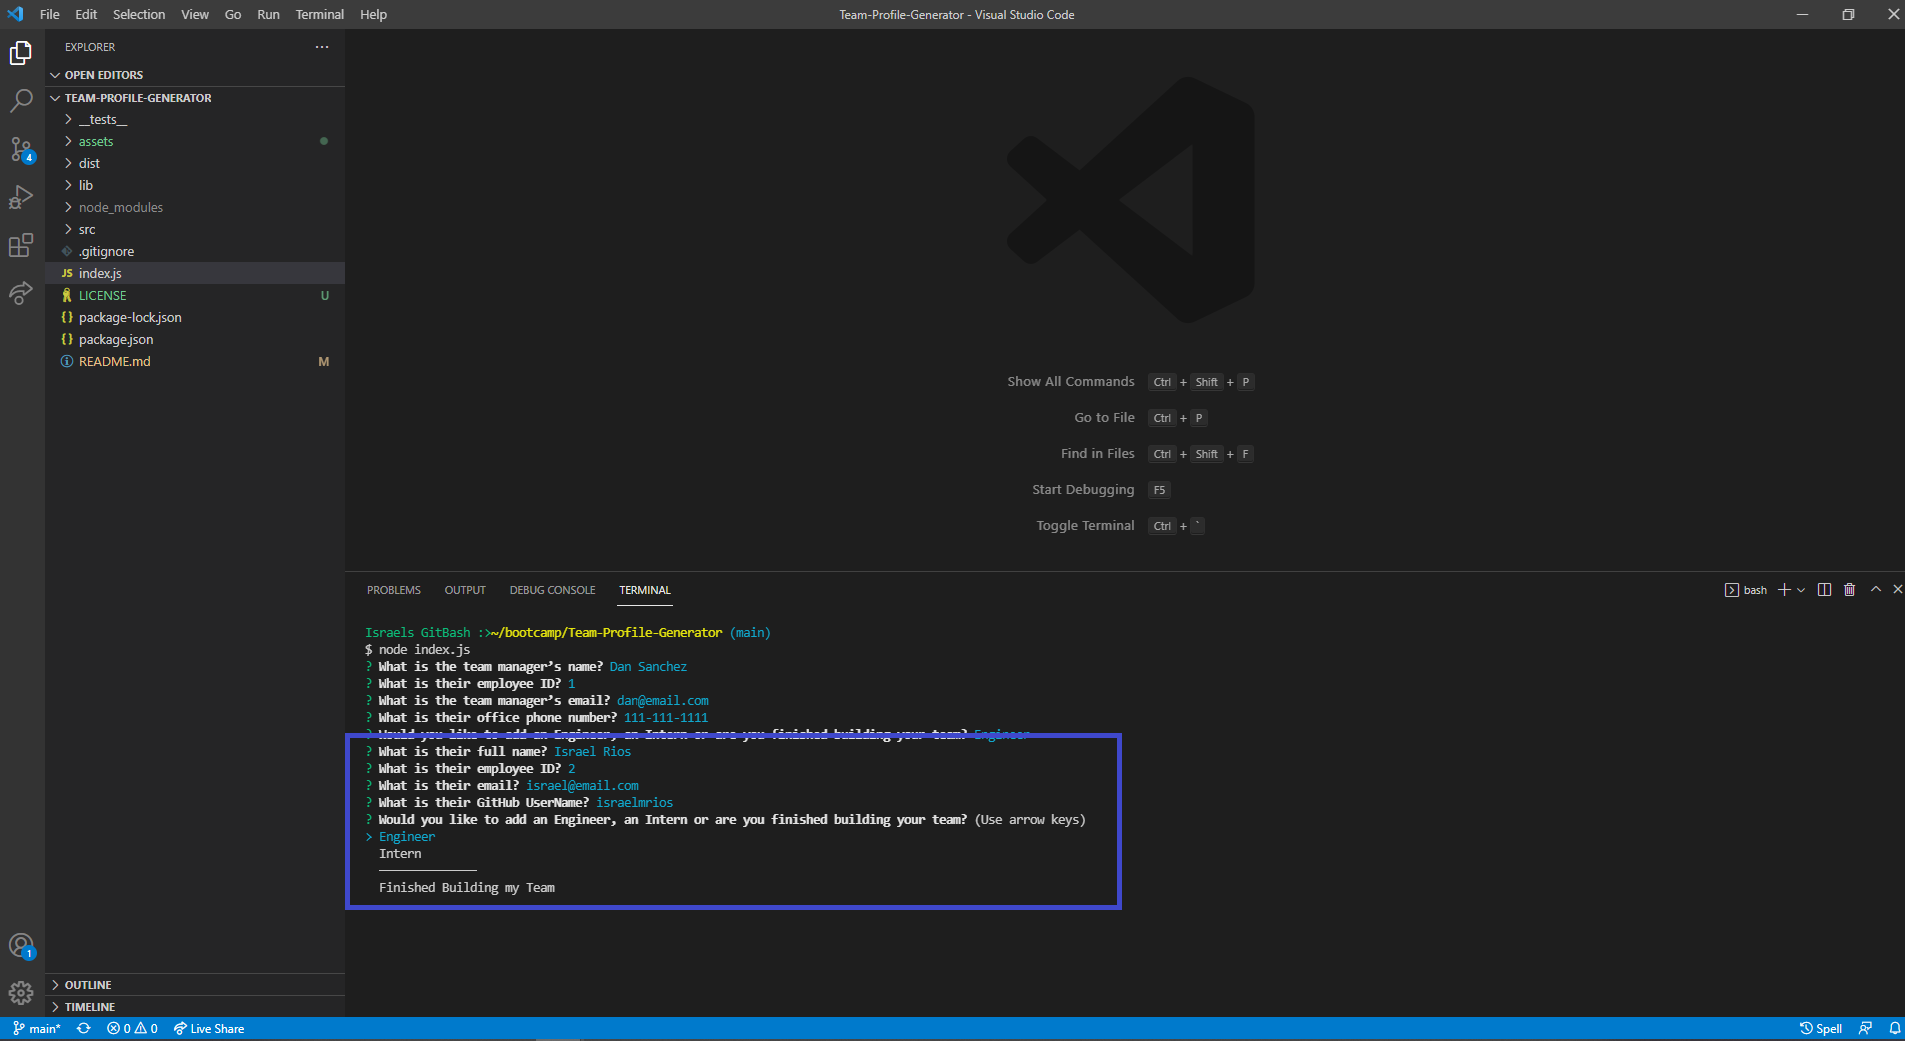 File Edit Selection View Go Run Terminal Help
Team-Profile-Generator - Visual Studio Code
EXPLORER
OPEN EDITORS
TEAM-PROFILE-GENERATOR
__tests__
assets
dist
lib
node_modules
src
.gitignore
JS index.js
LICENSE U
{} package-lock.json
{} package.json
README.md M
4
1
OUTLINE
TIMELINE
Show All Commands Ctrl + Shift + P
Go to File Ctrl + P
Find in Files Ctrl + Shift + F
Start Debugging F5
Toggle Terminal Ctrl + `
PROBLEMS OUTPUT DEBUG CONSOLE TERMINAL
bash
Israels GitBash :>~/bootcamp/Team-Profile-Generator (main)
$ node index.js
? What is the team manager’s name? Dan Sanchez
? What is their employee ID? 1
? What is the team manager’s email? dan@email.com
? What is their office phone number? 111-111-1111
? Would you like to add an Engineer, an Intern or are you finished building your team? Engineer
? What is their full name? Israel Rios
? What is their employee ID? 2
? What is their email? israel@email.com
? What is their GitHub UserName? israelmrios
? Would you like to add an Engineer, an Intern or are you finished building your team? (Use arrow keys)
> Engineer
Intern
──────────────
Finished Building my Team
main* 0 0 Live Share
Spell